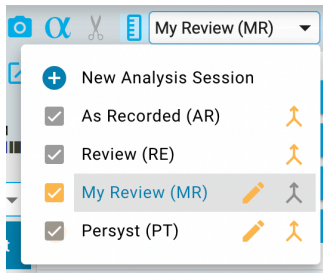 α My Review (MR)
New Analysis Session
As Recorded (AR)
Review (RE)
My Review (MR)
Persyst (PT)